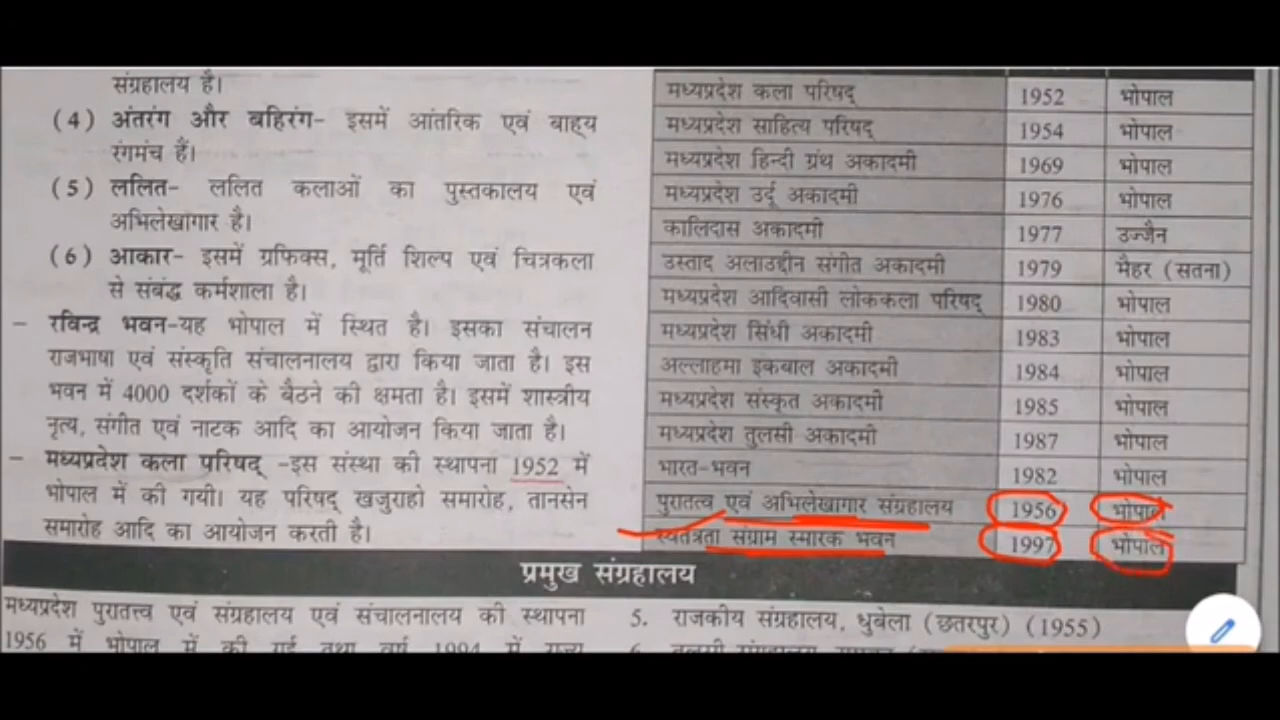 संग्रहालय है।
(4) अंतरंग और बहिरंग- इसमें आंतरिक एवं बाह्य
रंगमंच हैं।
(5) ललित- ललित कलाओं का पुस्तकालय एवं
अभिलेखागार है।
(6) आकार- इसमें ग्रफिक्स, मूर्ति शिल्प एवं चित्रकला
से संबंद्ध कर्मशाला है।
– रविन्द्र भवन-यह भोपाल में स्थित है। इसका संचालन
राजभाषा एवं संस्कृति संचालनालय द्वारा किया जाता है। इस
भवन में 4000 दर्शकों के बैठने की क्षमता है। इसमें शास्त्रीय
नृत्य, संगीत एवं नाटक आदि का आयोजन किया जाता है।
– मध्यप्रदेश कला परिषद् -इस संस्था की स्थापना 1952 में
भोपाल में की गयी। यह परिषद् खजुराहो समारोह, तानसेन
समारोह आदि का आयोजन करती है।
मध्यप्रदेश कला परिषद् 1952 भोपाल
मध्यप्रदेश साहित्य परिषद् 1954 भोपाल
मध्यप्रदेश हिन्दी ग्रंथ अकादमी 1969 भोपाल
मध्यप्रदेश उर्दू अकादमी 1976 भोपाल
कालिदास अकादमी 1977 उज्जैन
उस्ताद अलाउद्दीन संगीत अकादमी 1979 मैहर (सतना)
मध्यप्रदेश आदिवासी लोककला परिषद् 1980 भोपाल
मध्यप्रदेश सिंधी अकादमी 1983 भोपाल
अल्लाहमा इकबाल अकादमी 1984 भोपाल
मध्यप्रदेश संस्कृत अकादमी 1985 भोपाल
मध्यप्रदेश तुलसी अकादमी 1987 भोपाल
भारत-भवन 1982 भोपाल
पुरातत्व एवं अभिलेखागार संग्रहालय 1956 भोपाल
स्वतंत्रता संग्राम स्मारक भवन 1997 भोपाल
प्रमुख संग्रहालय
मध्यप्रदेश पुरातत्त्व एवं संग्रहालय एवं संचालनालय की स्थापना
1956 में भोपाल में की गई तथा वर्ष 1994 में राज्य
5. राजकीय संग्रहालय, धुबेला (छतरपुर) (1955)
6. तुलसी संग्रहालय,